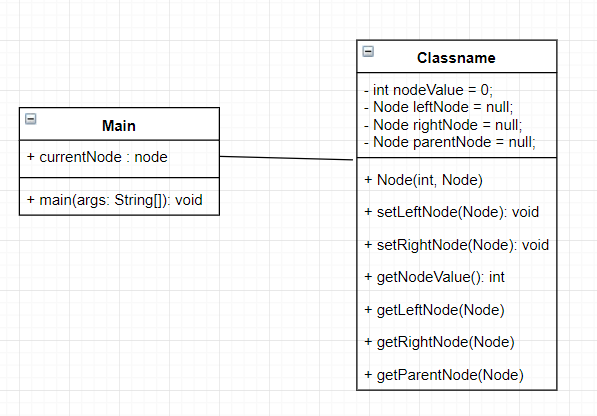 Main
+ currentNode : node
+ main(args: String[]): void
Classname
- int nodeValue = 0;
- Node leftNode = null;
- Node rightNode = null;
- Node parentNode = null;
+ Node(int, Node)
+ setLeftNode(Node): void
+ setRightNode(Node): void
+ getNodeValue(): int
+ getLeftNode(Node)
+ getRightNode(Node)
+ getParentNode(Node)